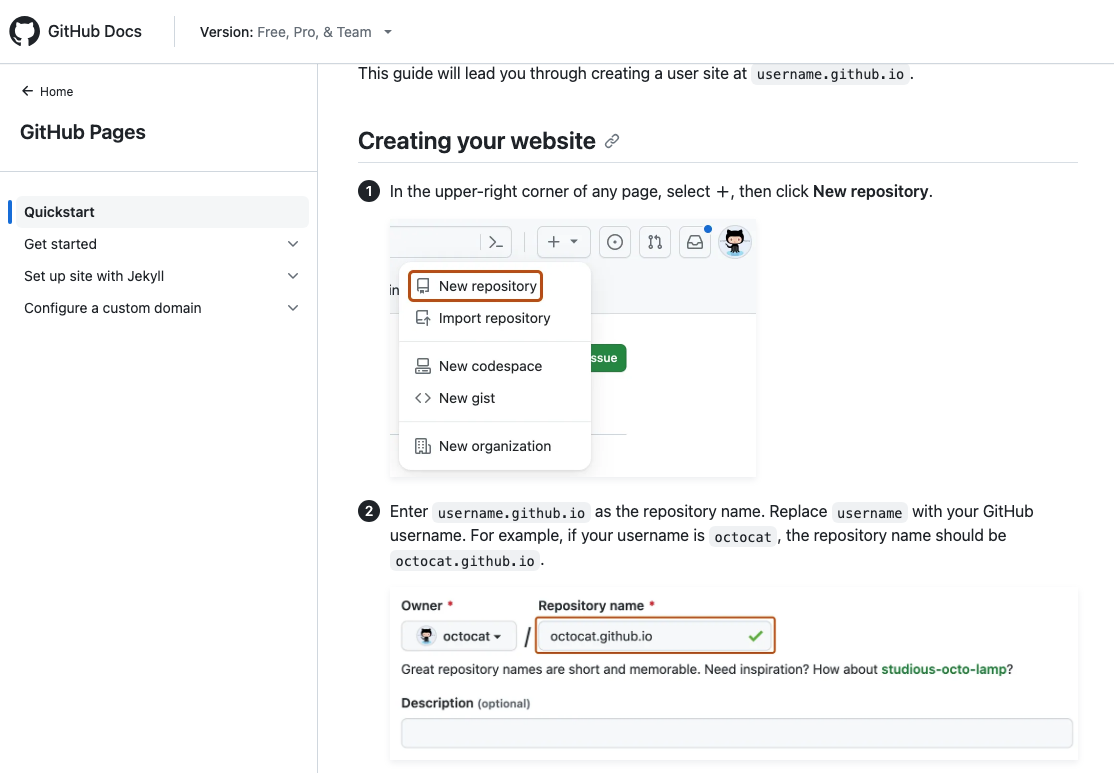 GitHub Docs
Version: Free, Pro, & Team
Home
GitHub Pages
Quickstart
Get started
Set up site with Jekyll
Configure a custom domain
This guide will lead you through creating a user site at username.github.io.
Creating your website
1 In the upper-right corner of any page, select +, then click New repository.
in
New repository
Import repository
ssue
New codespace
New gist
New organization
2 Enter username.github.io as the repository name. Replace username with your GitHub
username. For example, if your username is octocat, the repository name should be
octocat.github.io.
Owner * Repository name *
octocat / octocat.github.io
Great repository names are short and memorable. Need inspiration? How about studious-octo-lamp?
Description (optional)